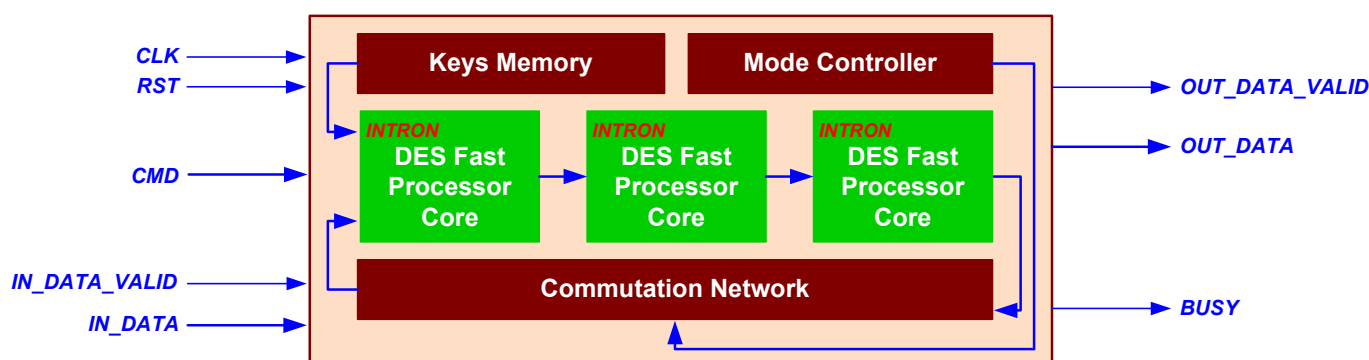 CLK
RST
CMD
IN_DATA_VALID
IN_DATA
Keys Memory
Mode Controller
INTRON
DES Fast
Processor
Core
INTRON
DES Fast
Processor
Core
INTRON
DES Fast
Processor
Core
Commutation Network
OUT_DATA_VALID
OUT_DATA
BUSY